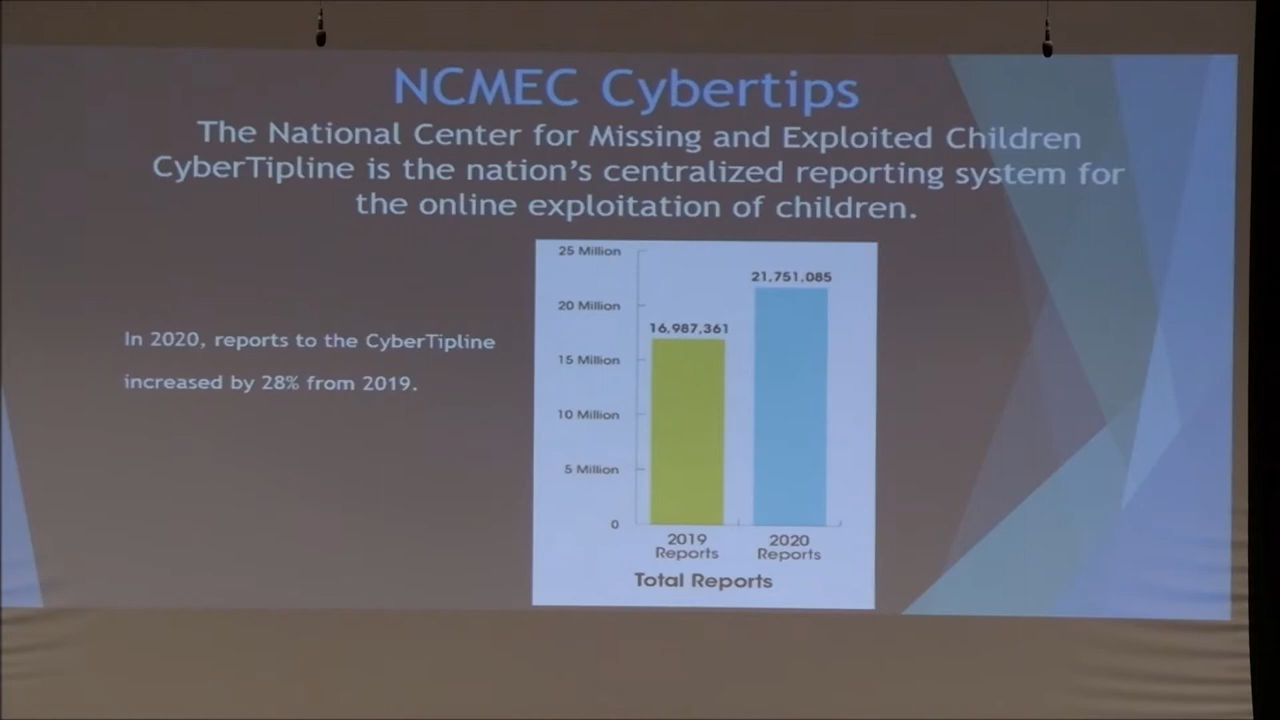 NCMEC Cybertips
The National Center for Missing and Exploited Children
CyberTipline is the nation's centralized reporting system for
the online exploitation of children.
In 2020, reports to the CyberTipline
increased by 28% from 2019.
25 Million
20 Million
15 Million
10 Million
5 Million
0
16,987,361
21,751,085
2019
Reports
2020
Reports
Total Reports